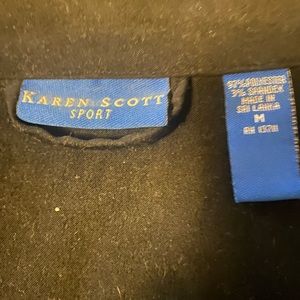 KAREN SCOTT
SPORT
97% POLYESTER
3% SPANDEX
MADE IN
SRI LANKA
M